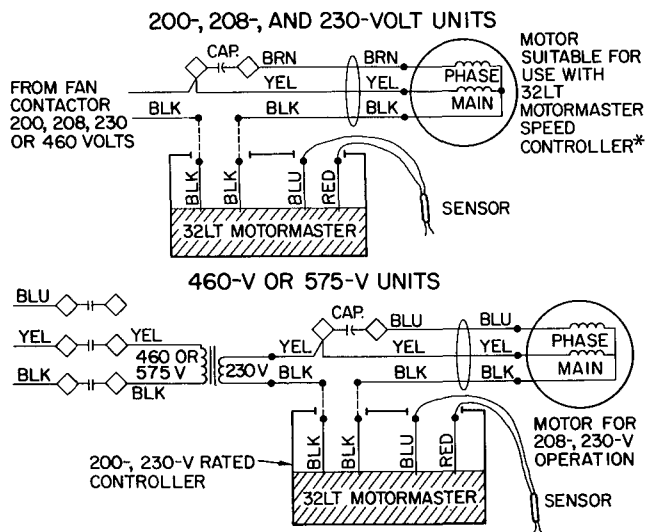 200-, 208-, AND 230-VOLT UNITS
CAP.
BRN
BRN
YEL
YEL
BLK
BLK
BLK
FROM FAN
CONTACTOR
200, 208, 230
OR 460 VOLTS
PHASE
MAIN
MOTOR
SUITABLE FOR
USE WITH
32LT
MOTORMASTER
SPEED
CONTROLLER*
BLK
BLK
BLU
RED
SENSOR
32LT MOTORMASTER
460-V OR 575-V UNITS
BLU
CAP.
BLU
BLU
YEL
YEL
YEL
YEL
YEL
460 OR
575 V
230 V
BLK
BLK
BLK
BLK
BLK
PHASE
MAIN
BLK
BLK
BLU
RED
MOTOR FOR
208-, 230-V
OPERATION
200-, 230-V RATED
CONTROLLER
32LT MOTORMASTER
SENSOR